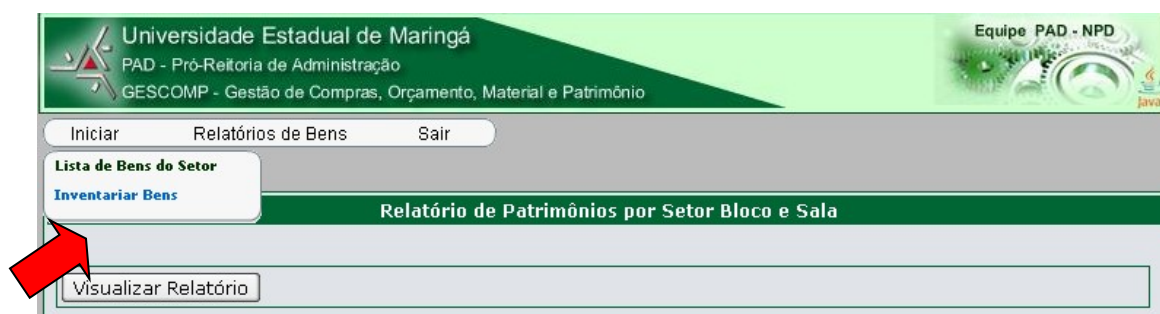 Universidade Estadual de Maringá
PAD - Pró-Reitoria de Administração
GESCOMP - Gestão de Compras, Orçamento, Material e Patrimônio
Equipe PAD - NPD
Java
Iniciar Relatórios de Bens Sair
Lista de Bens do Setor
Inventariar Bens
Relatório de Patrimônios por Setor Bloco e Sala
Visualizar Relatório